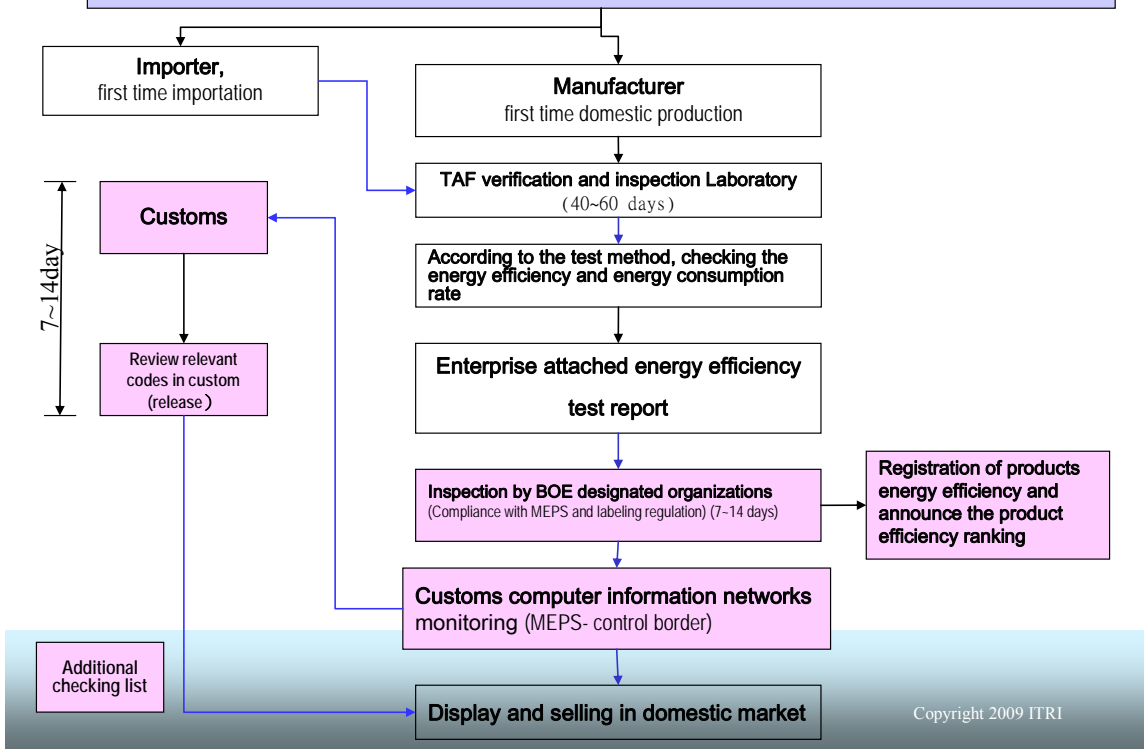 Importer,
first time importation
Manufacturer
first time domestic production
TAF verification and inspection Laboratory
(40~60 days)
Customs
7~14day
According to the test method, checking the
energy efficiency and energy consumption
rate
Review relevant
codes in custom
(release)
Enterprise attached energy efficiency
test report
Inspection by BOE designated organizations
(Compliance with MEPS and labeling regulation) (7~14 days)
Registration of products
energy efficiency and
announce the product
efficiency ranking
Customs computer information networks
monitoring (MEPS- control border)
Additional
checking list
Display and selling in domestic market
Copyright 2009 ITRI